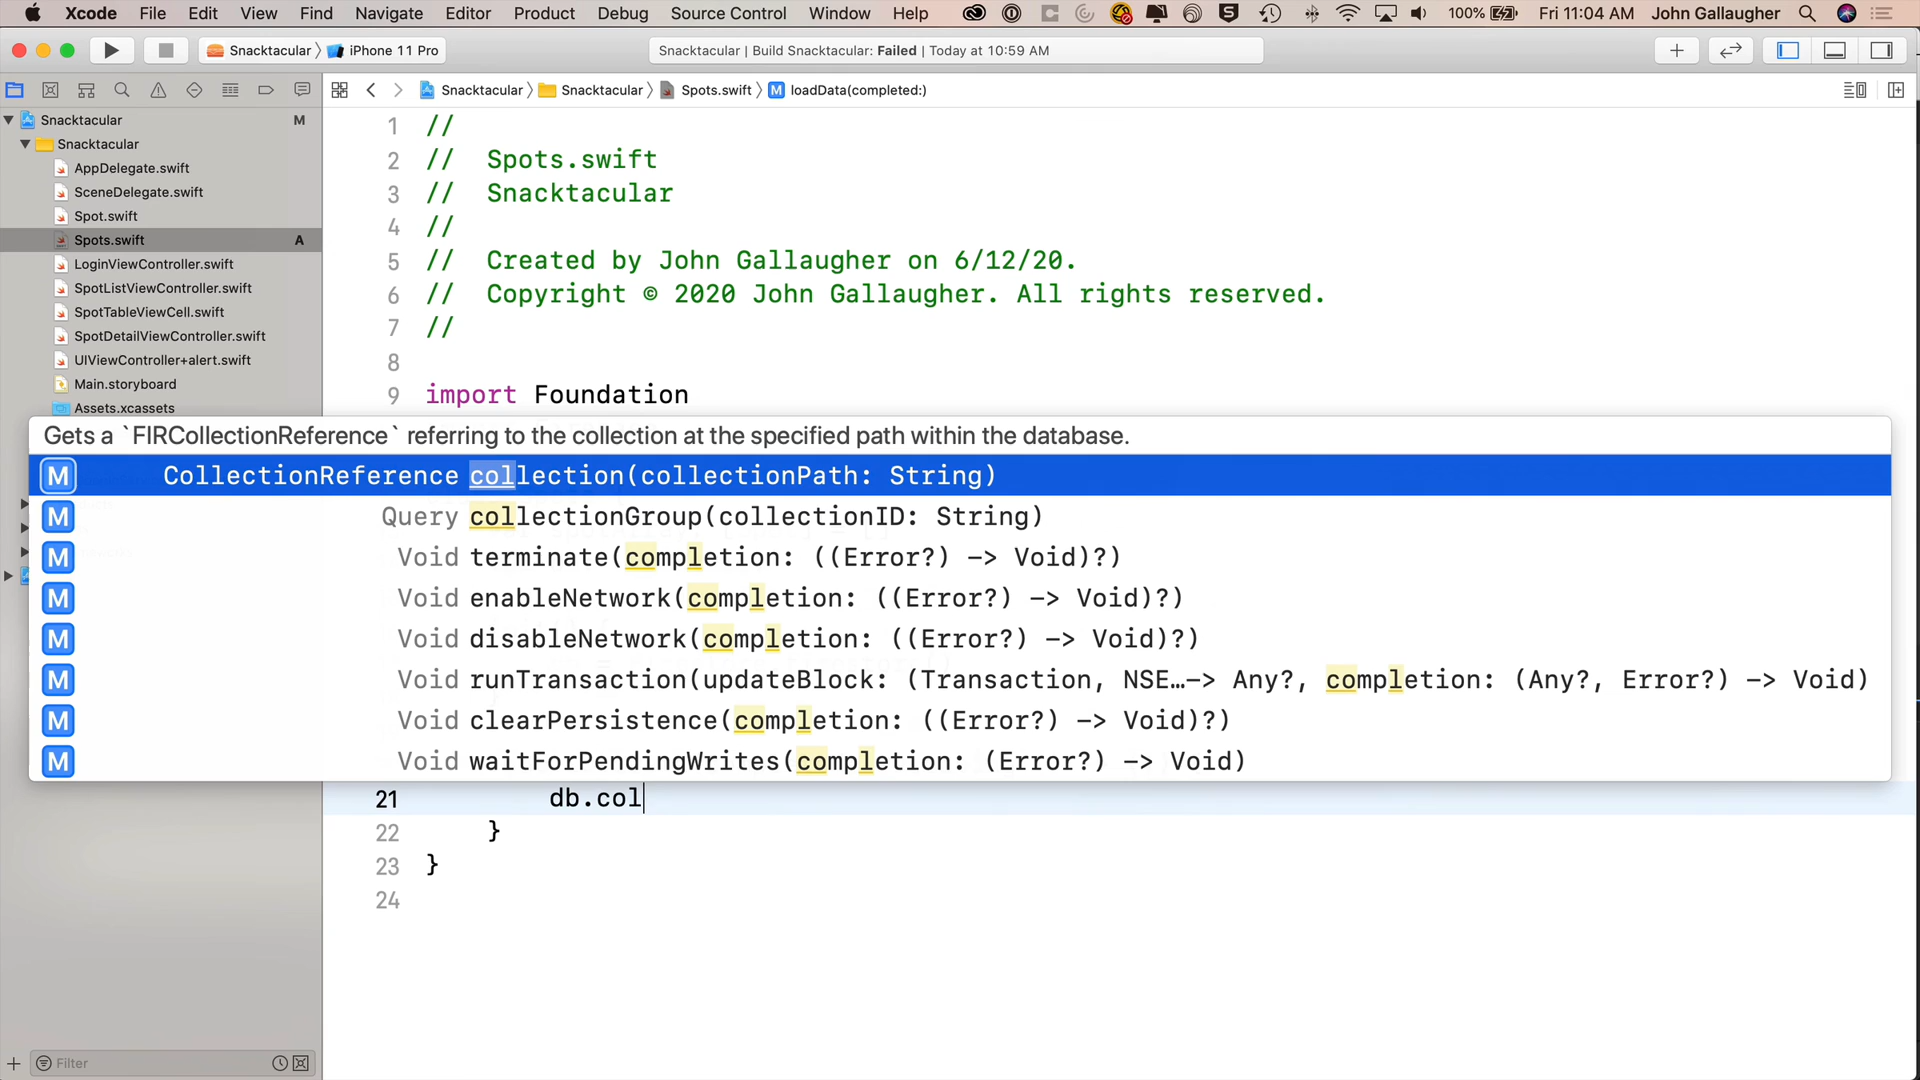 Xcode File Edit View Find Navigate Editor Product Debug Source Control Window Help 100% Fri 11:04 AM John Gallaugher
Snacktacular iPhone 11 Pro Snacktacular | Build Snacktacular: Failed | Today at 10:59 AM
Snacktacular Snacktacular Spots.swift M loadData(completed:)
Snacktacular M
Snacktacular
AppDelegate.swift
SceneDelegate.swift
Spot.swift
Spots.swift A
LoginViewController.swift
SpotListViewController.swift
SpotTableViewCell.swift
SpotDetailViewController.swift
UIViewController+alert.swift
Main.storyboard
Assets.xcassets
1 //
2 // Spots.swift
3 // Snacktacular
4 //
5 // Created by John Gallaugher on 6/12/20.
6 // Copyright © 2020 John Gallaugher. All rights reserved.
7 //
8
9 import Foundation
Gets a `FIRCollectionReference` referring to the collection at the specified path within the database.
M CollectionReference collection(collectionPath: String)
M Query collectionGroup(collectionID: String)
M Void terminate(completion: ((Error?) -> Void)?)
M Void enableNetwork(completion: ((Error?) -> Void)?)
M Void disableNetwork(completion: ((Error?) -> Void)?)
M Void runTransaction(updateBlock: (Transaction, NSE…-> Any?, completion: (Any?, Error?) -> Void)
M Void clearPersistence(completion: ((Error?) -> Void)?)
M Void waitForPendingWrites(completion: (Error?) -> Void)
21 db.col
22 }
23 }
24
Filter